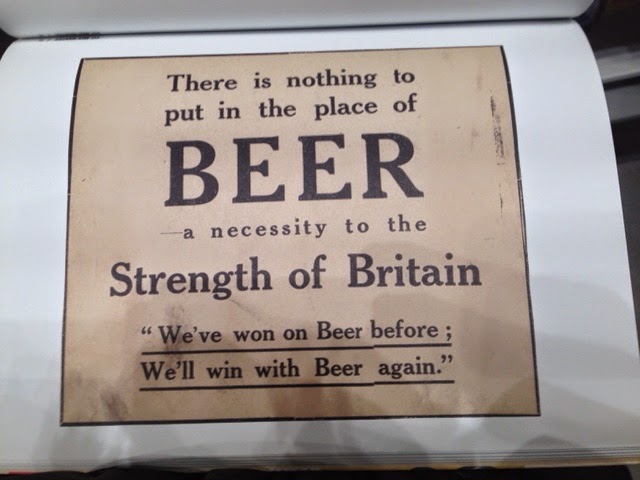 There is nothing to
put in the place of
BEER
—a necessity to the
Strength of Britain
“ We've won on Beer before ;
We'll win with Beer again.”